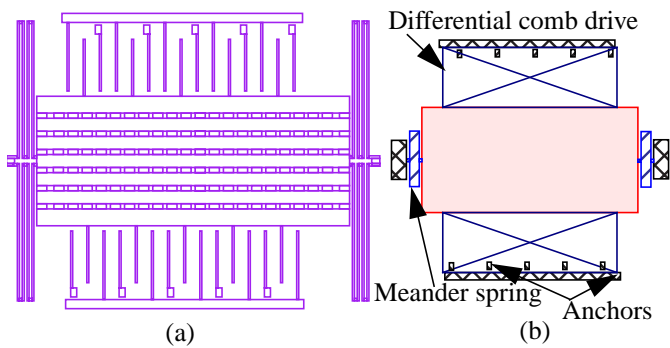 Differential comb drive
Meander spring
Anchors
(a)
(b)